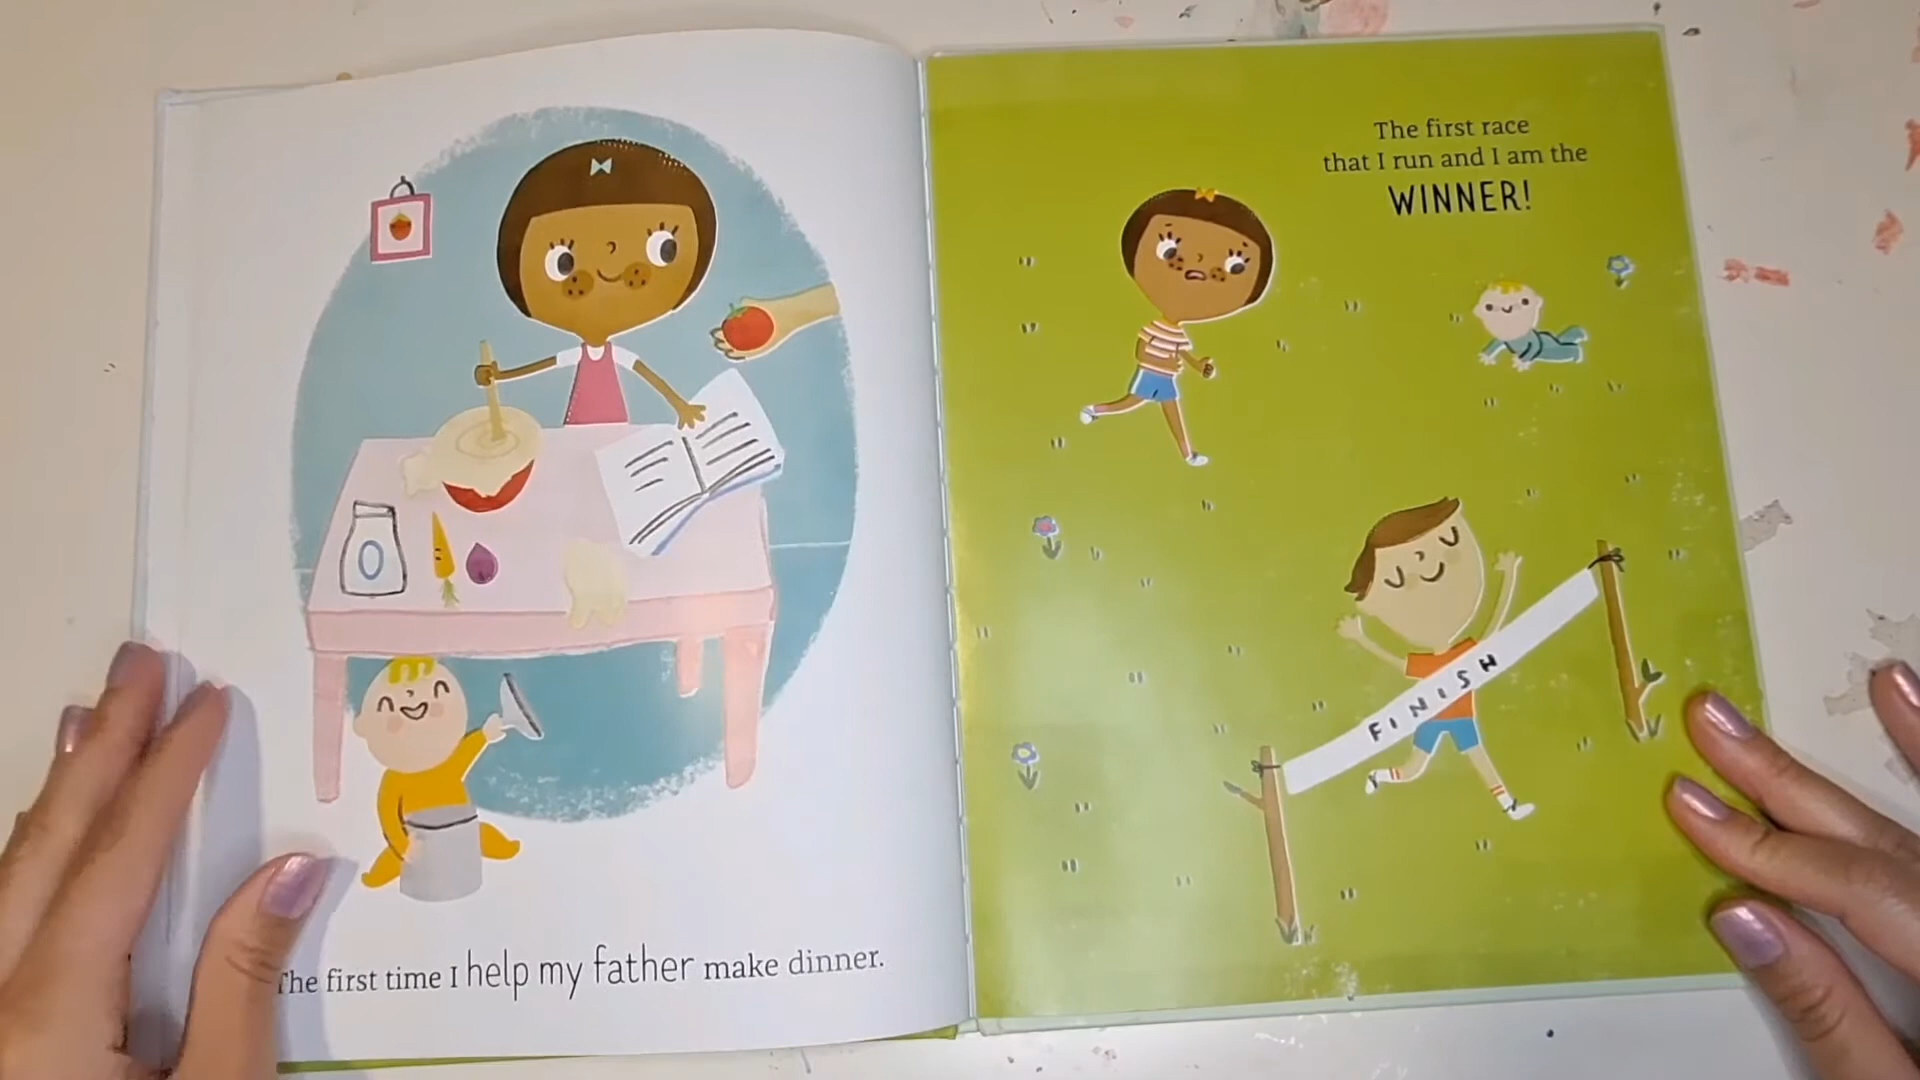 The first time I help my father make dinner.
The first race
that I run and I am the
WINNER!
FINISH